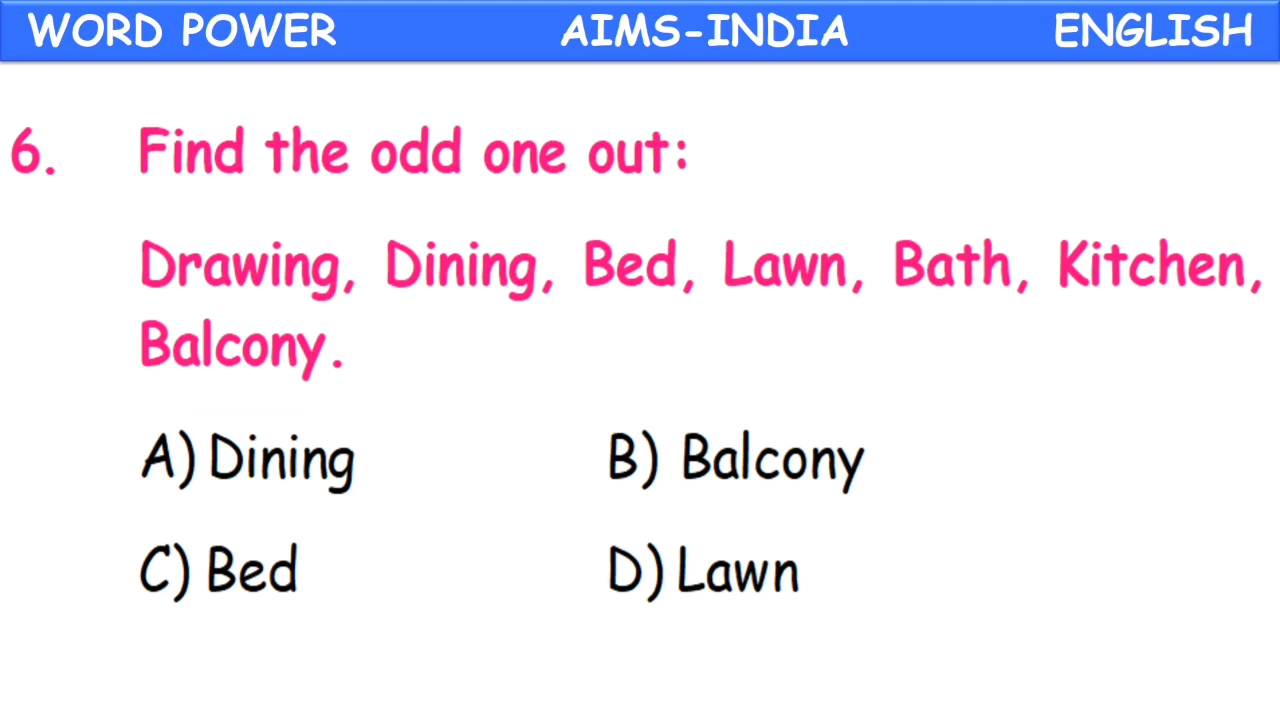 WORD POWER AIMS-INDIA ENGLISH
6. Find the odd one out:
Drawing, Dining, Bed, Lawn, Bath, Kitchen,
Balcony.
A) Dining B) Balcony
C) Bed D) Lawn